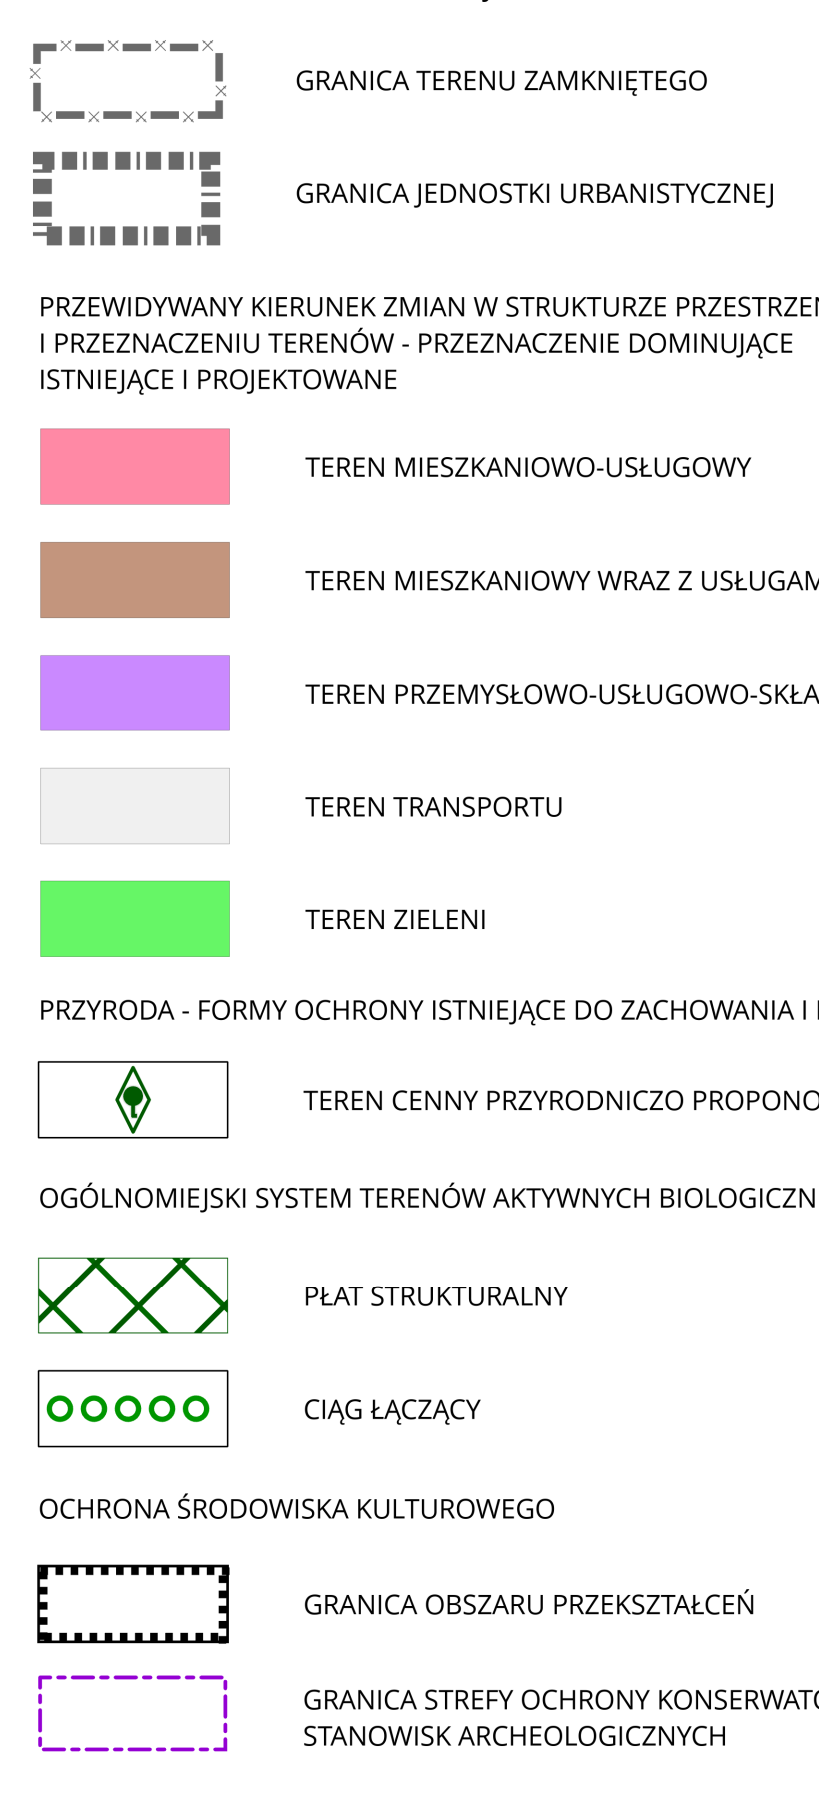 GRANICA TERENU ZAMKNIĘTEGO
GRANICA JEDNOSTKI URBANISTYCZNEJ
PRZEWIDYWANY KIERUNEK ZMIAN W STRUKTURZE PRZESTRZEN
I PRZEZNACZENIU TERENÓW - PRZEZNACZENIE DOMINUJĄCE
ISTNIEJĄCE I PROJEKTOWANE
TEREN MIESZKANIOWO-USŁUGOWY
TEREN MIESZKANIOWY WRAZ Z USŁUGAM
TEREN PRZEMYSŁOWO-USŁUGOWO-SKŁA
TEREN TRANSPORTU
TEREN ZIELENI
PRZYRODA - FORMY OCHRONY ISTNIEJĄCE DO ZACHOWANIA I
TEREN CENNY PRZYRODNICZO PROPONO
OGÓLNOMIEJSKI SYSTEM TERENÓW AKTYWNYCH BIOLOGICZN
PŁAT STRUKTURALNY
CIĄG ŁĄCZĄCY
OCHRONA ŚRODOWISKA KULTUROWEGO
GRANICA OBSZARU PRZEKSZTAŁCEŃ
GRANICA STREFY OCHRONY KONSERWATO
STANOWISK ARCHEOLOGICZNYCH